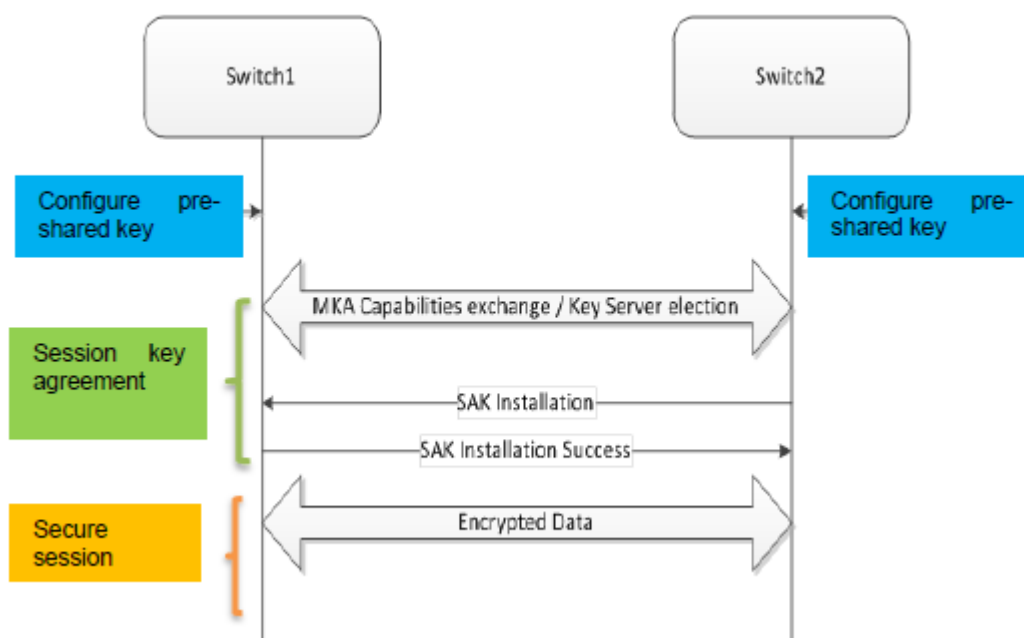 Switch1
Switch2
Configure pre-
shared key
Configure pre-
shared key
MKA Capabilities exchange / Key Server election
Session key
agreement
SAK Installation
SAK Installation Success
Secure
session
Encrypted Data